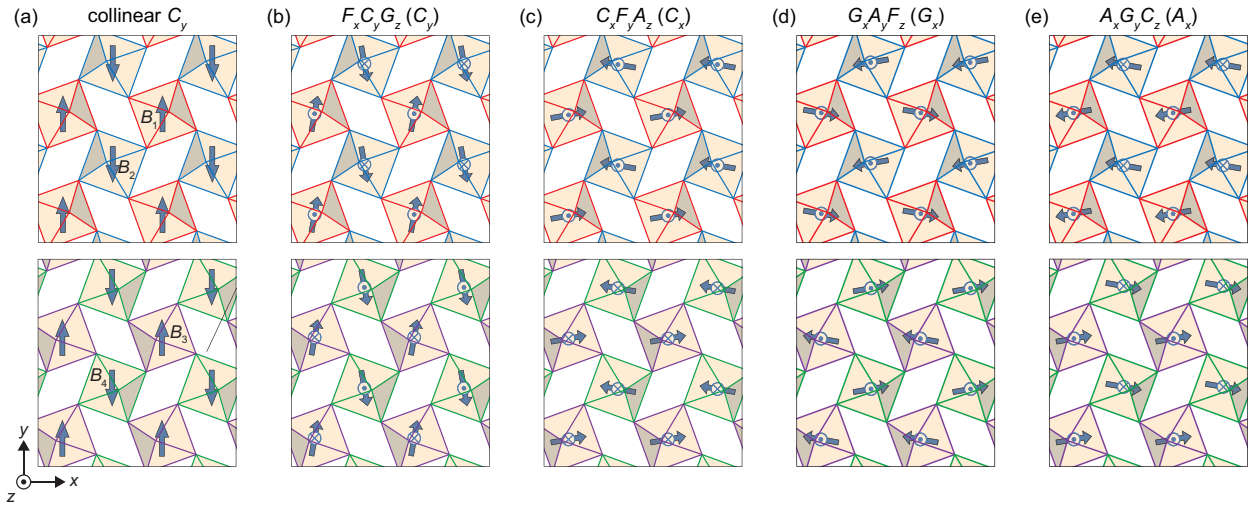 (a) collinear C_y
(b) F_xC_yG_z (C_y)
(c) C_xF_yA_z (C_x)
(d) G_xA_yF_z (G_x)
(e) A_xG_yC_z (A_x)
B_1
B_2
B_3
B_4
y
x
z